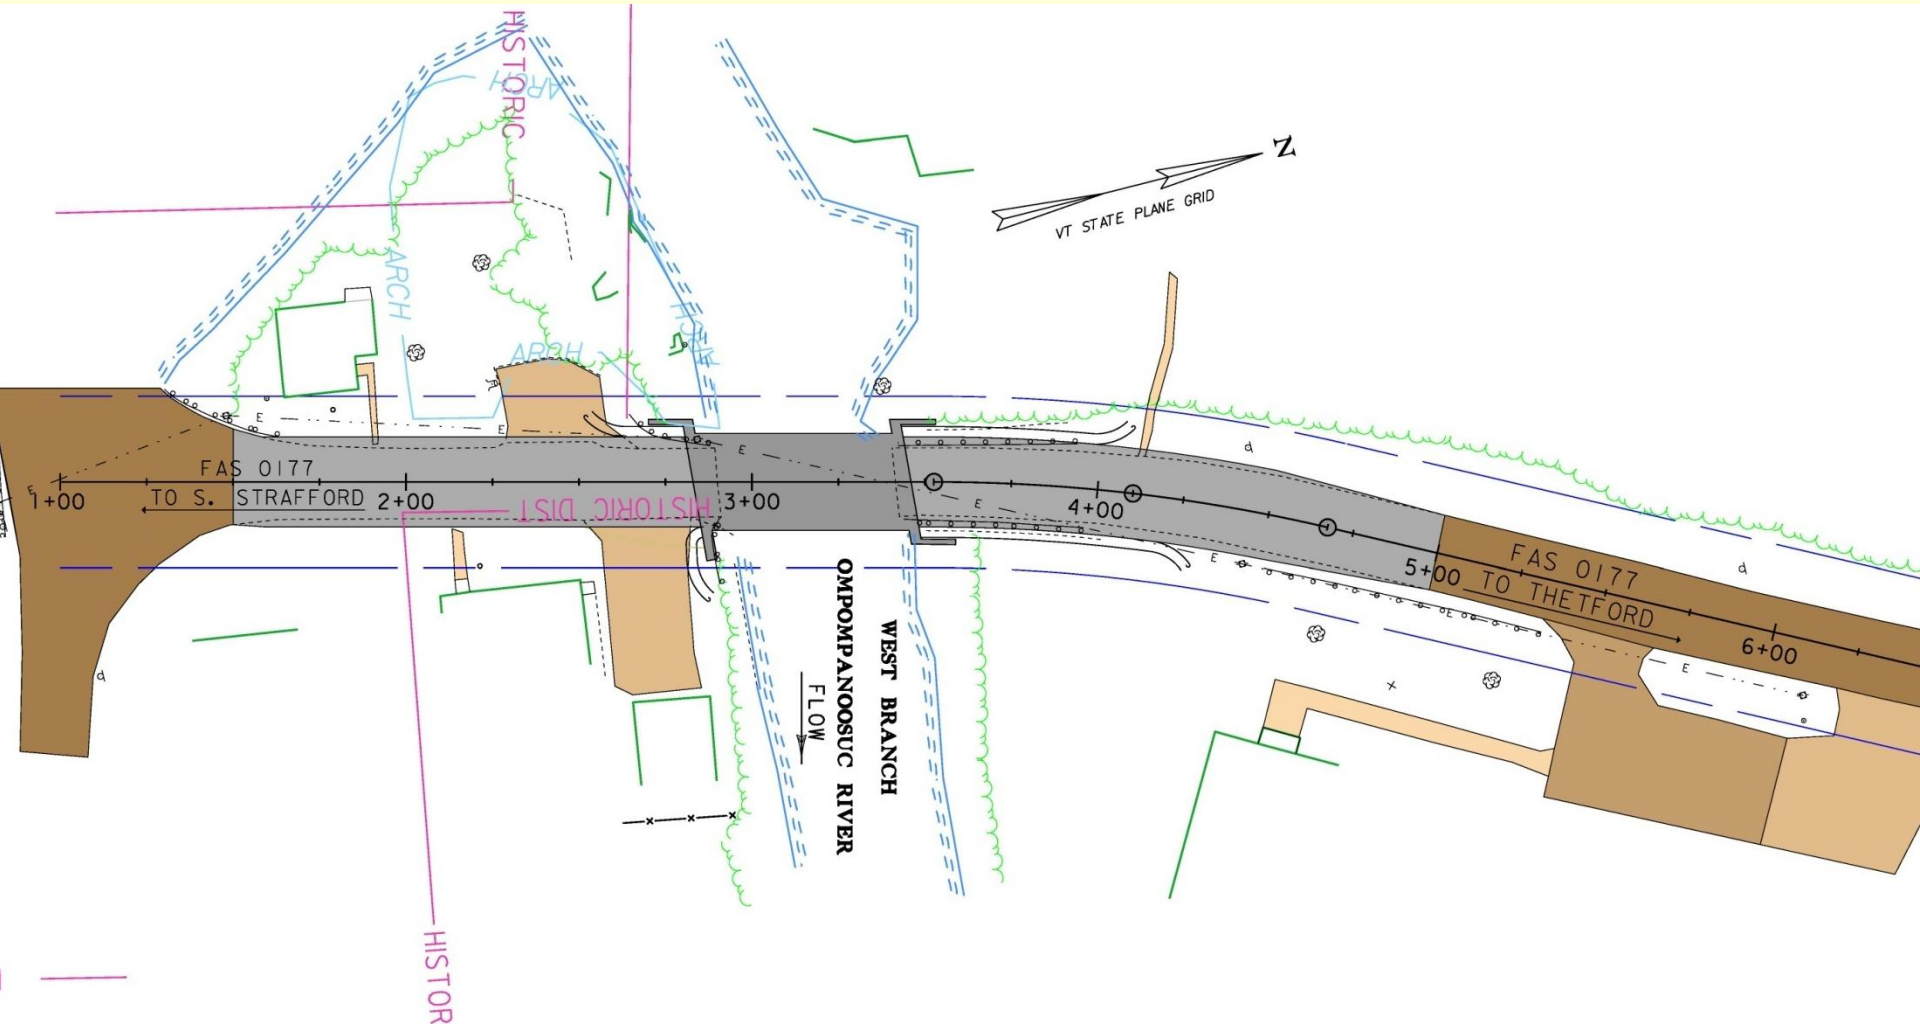 HISTORIC
ARCH
N
VT STATE PLANE GRID
ARCH
ARCH
ARCH
E
E
E
E
E
E
E
E
d
d
d
FAS 0177
TO S. STRAFFORD
1+00
2+00
3+00
4+00
5+00
6+00
HISTORIC DIST
FAS 0177
TO THETFORD
WEST BRANCH
OMPOMPANOOSUC RIVER
FLOW
HISTOR